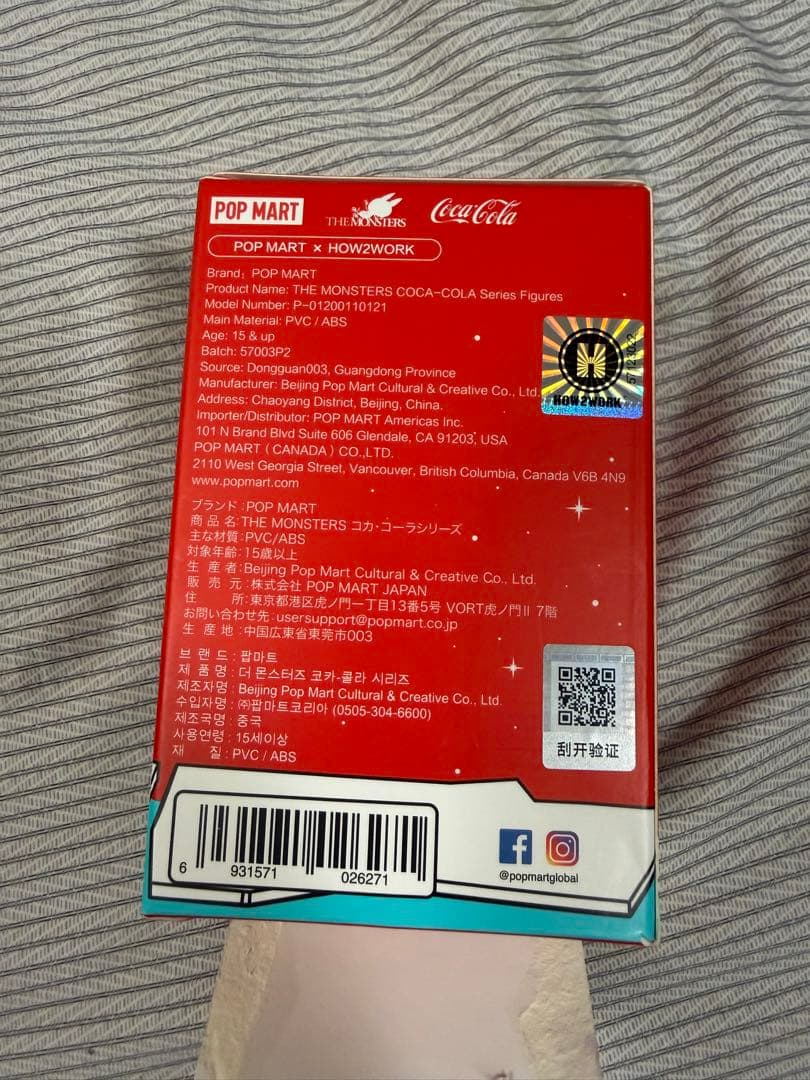 POP MART
THE MONSTERS
Coca-Cola
POP MART × HOW2WORK
Brand: POP MART
Product Name: THE MONSTERS COCA-COLA Series Figures
Model Number: P-01200110121
Main Material: PVC / ABS
Age: 15 & up
Batch: 57003P2
Source: Dongguan003, Guangdong Province
Manufacturer: Beijing Pop Mart Cultural & Creative Co., Ltd.
Address: Chaoyang District, Beijing, China.
Importer/Distributor: POP MART Americas Inc.
101 N Brand Blvd Suite 606 Glendale, CA 91203, USA
POP MART (CANADA) CO.,LTD.
2110 West Georgia Street, Vancouver, British Columbia, Canada V6B 4N9
www.popmart.com
HOW2WORK
ブランド:POP MART
商品名:THE MONSTERS コカ・コーラシリーズ
主な材質:PVC/ABS
対象年齢:15歳以上
生産者:Beijing Pop Mart Cultural & Creative Co., Ltd.
販売元:株式会社 POP MART JAPAN
住所:東京都港区虎ノ門一丁目13番5号 VORT虎ノ門II 7階
お問い合わせ先:usersupport@popmart.co.jp
生産地:中国広東省東莞市003
브랜드 : 팝마트
제품명 : 더 몬스터즈 코카-콜라 시리즈
제조자명 : Beijing Pop Mart Cultural & Creative Co., Ltd.
수입자명 : ㈜팝마트코리아 (0505-304-6600)
제조국명 : 중국
사용연령 : 15세이상
재질 : PVC / ABS
刮开验证
6 931571 026271
@popmartglobal